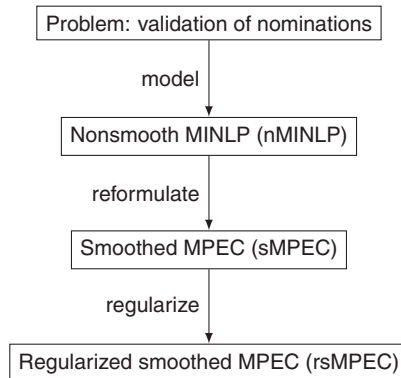 Problem: validation of nominations
model
Nonsmooth MINLP (nMINLP)
reformulate
Smoothed MPEC (sMPEC)
regularize
Regularized smoothed MPEC (rsMPEC)